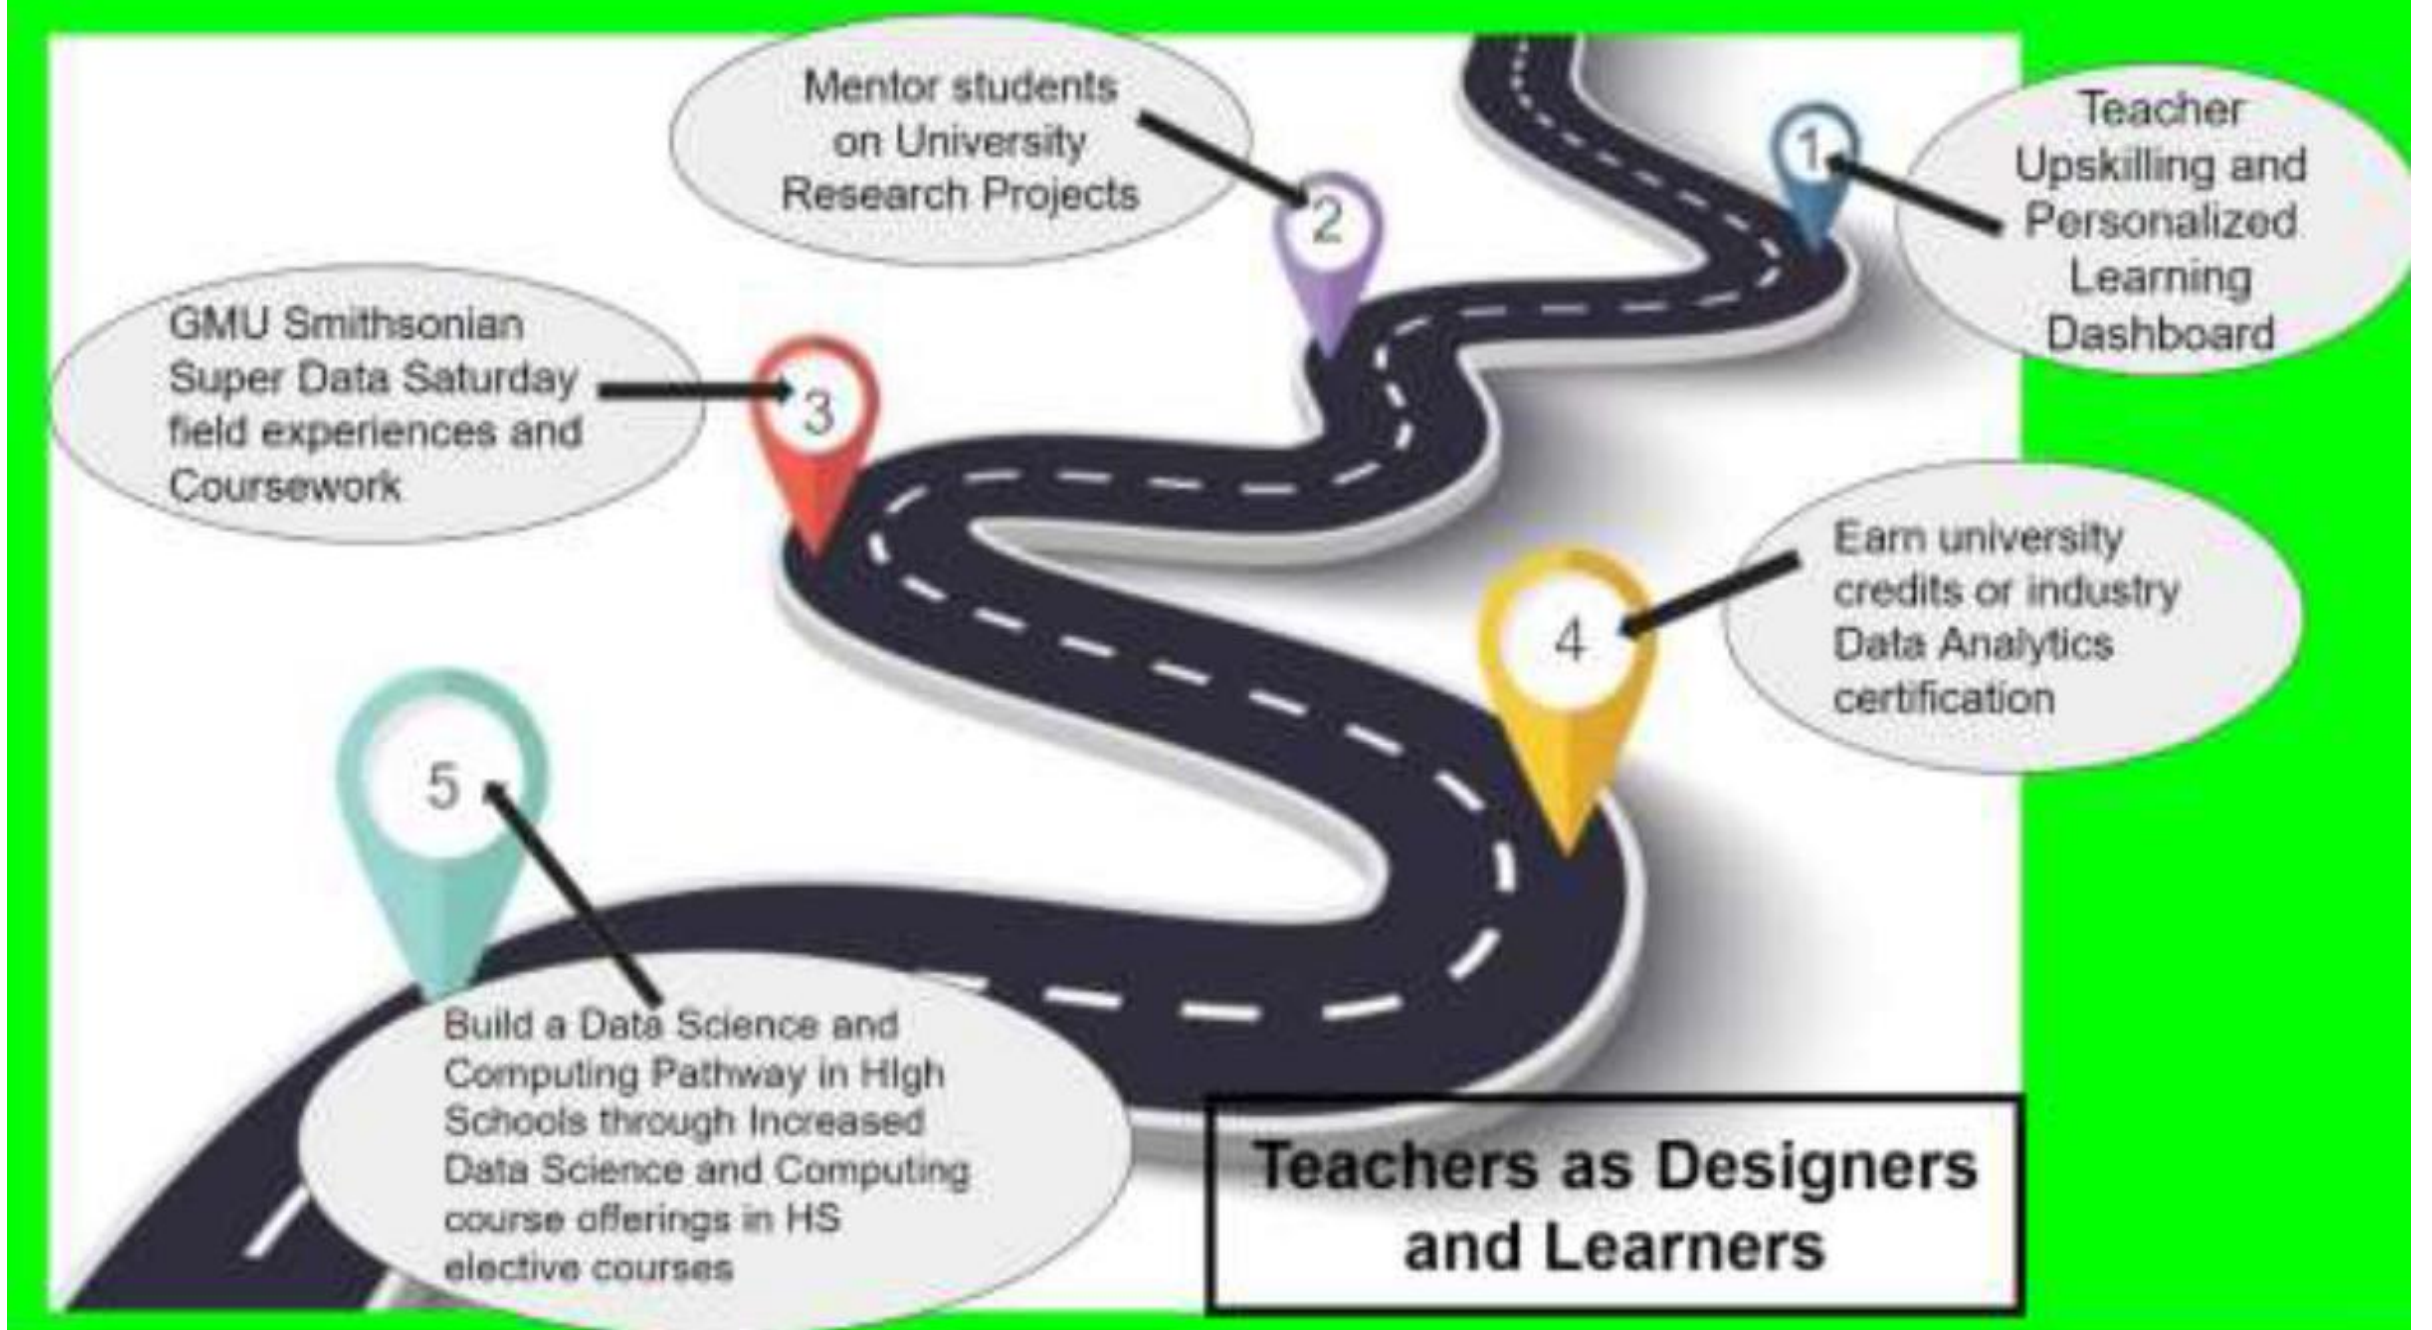 Mentor students
on University
Research Projects
2
1
Teacher
Upskilling and
Personalized
Learning
Dashboard
GMU Smithsonian
Super Data Saturday
field experiences and
Coursework
3
4
Earn university
credits or industry
Data Analytics
certification
5
Build a Data Science and
Computing Pathway in HIgh
Schools through Increased
Data Science and Computing
course offerings in HS
elective courses
Teachers as Designers
and Learners